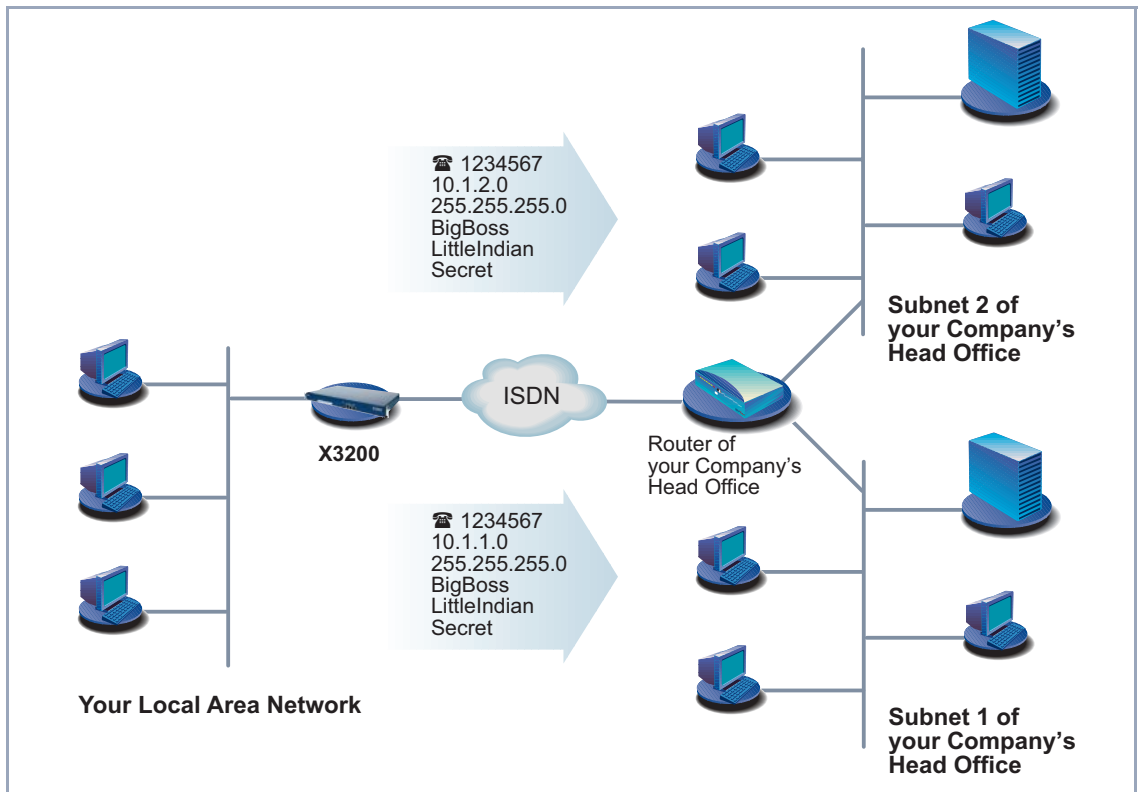 ☎ 1234567
10.1.2.0
255.255.255.0
BigBoss
LittleIndian
Secret
Subnet 2 of
your Company's
Head Office
ISDN
X3200
Router of
your Company's
Head Office
☎ 1234567
10.1.1.0
255.255.255.0
BigBoss
LittleIndian
Secret
Your Local Area Network
Subnet 1 of
your Company's
Head Office